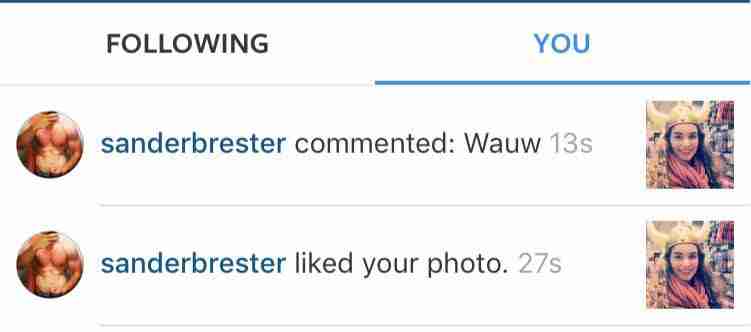 FOLLOWING YOU
sanderbrester commented: Wauw 13s
sanderbrester liked your photo. 27s